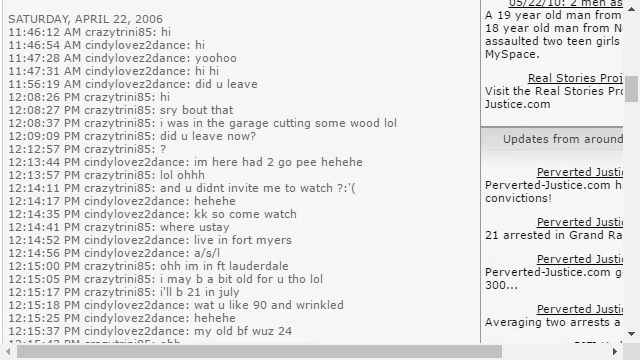 SATURDAY, APRIL 22, 2006
11:46:12 AM crazytrini85: hi
11:46:54 AM cindylovez2dance: hi
11:47:28 AM cindylovez2dance: yoohoo
11:47:31 AM cindylovez2dance: hi hi
11:56:19 AM cindylovez2dance: did u leave
12:08:26 PM crazytrini85: hi
12:08:27 PM crazytrini85: sry bout that
12:08:37 PM crazytrini85: i was in the garage cutting some wood lol
12:09:09 PM crazytrini85: did u leave now?
12:12:57 PM crazytrini85: ?
12:13:44 PM cindylovez2dance: im here had 2 go pee hehehe
12:13:57 PM crazytrini85: lol ohhh
12:14:11 PM crazytrini85: and u didnt invite me to watch ?:'(
12:14:17 PM cindylovez2dance: hehehe
12:14:35 PM cindylovez2dance: kk so come watch
12:14:41 PM crazytrini85: where ustay
12:14:52 PM cindylovez2dance: live in fort myers
12:14:56 PM cindylovez2dance: a/s/l
12:15:00 PM crazytrini85: ohh im in ft lauderdale
12:15:05 PM crazytrini85: i may b a bit old for u tho lol
12:15:17 PM crazytrini85: i'll b 21 in july
12:15:18 PM cindylovez2dance: wat u like 90 and wrinkled
12:15:25 PM cindylovez2dance: hehehe
12:15:37 PM cindylovez2dance: my old bf wuz 24
05/22/10: 2 men as
A 19 year old man from
18 year old man from N
assaulted two teen girls
MySpace.
Real Stories Proj
Visit the Real Stories Pro
Justice.com
Updates from around
Perverted Justic
Perverted-Justice.com hi
convictions!
Perverted Justic
21 arrested in Grand Ra
Perverted Justic
Perverted-Justice.com go
300...
Perverted Justic
Averaging two arrests a